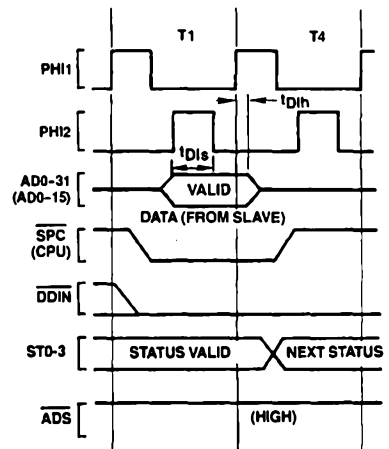 T1 T4
PHI1
tDIh
PHI2
tDIs
AD0-31
(AD0-15)
VALID
DATA (FROM SLAVE)
SPC
(CPU)
DDIN
ST0-3
STATUS VALID NEXT STATUS
ADS
(HIGH)